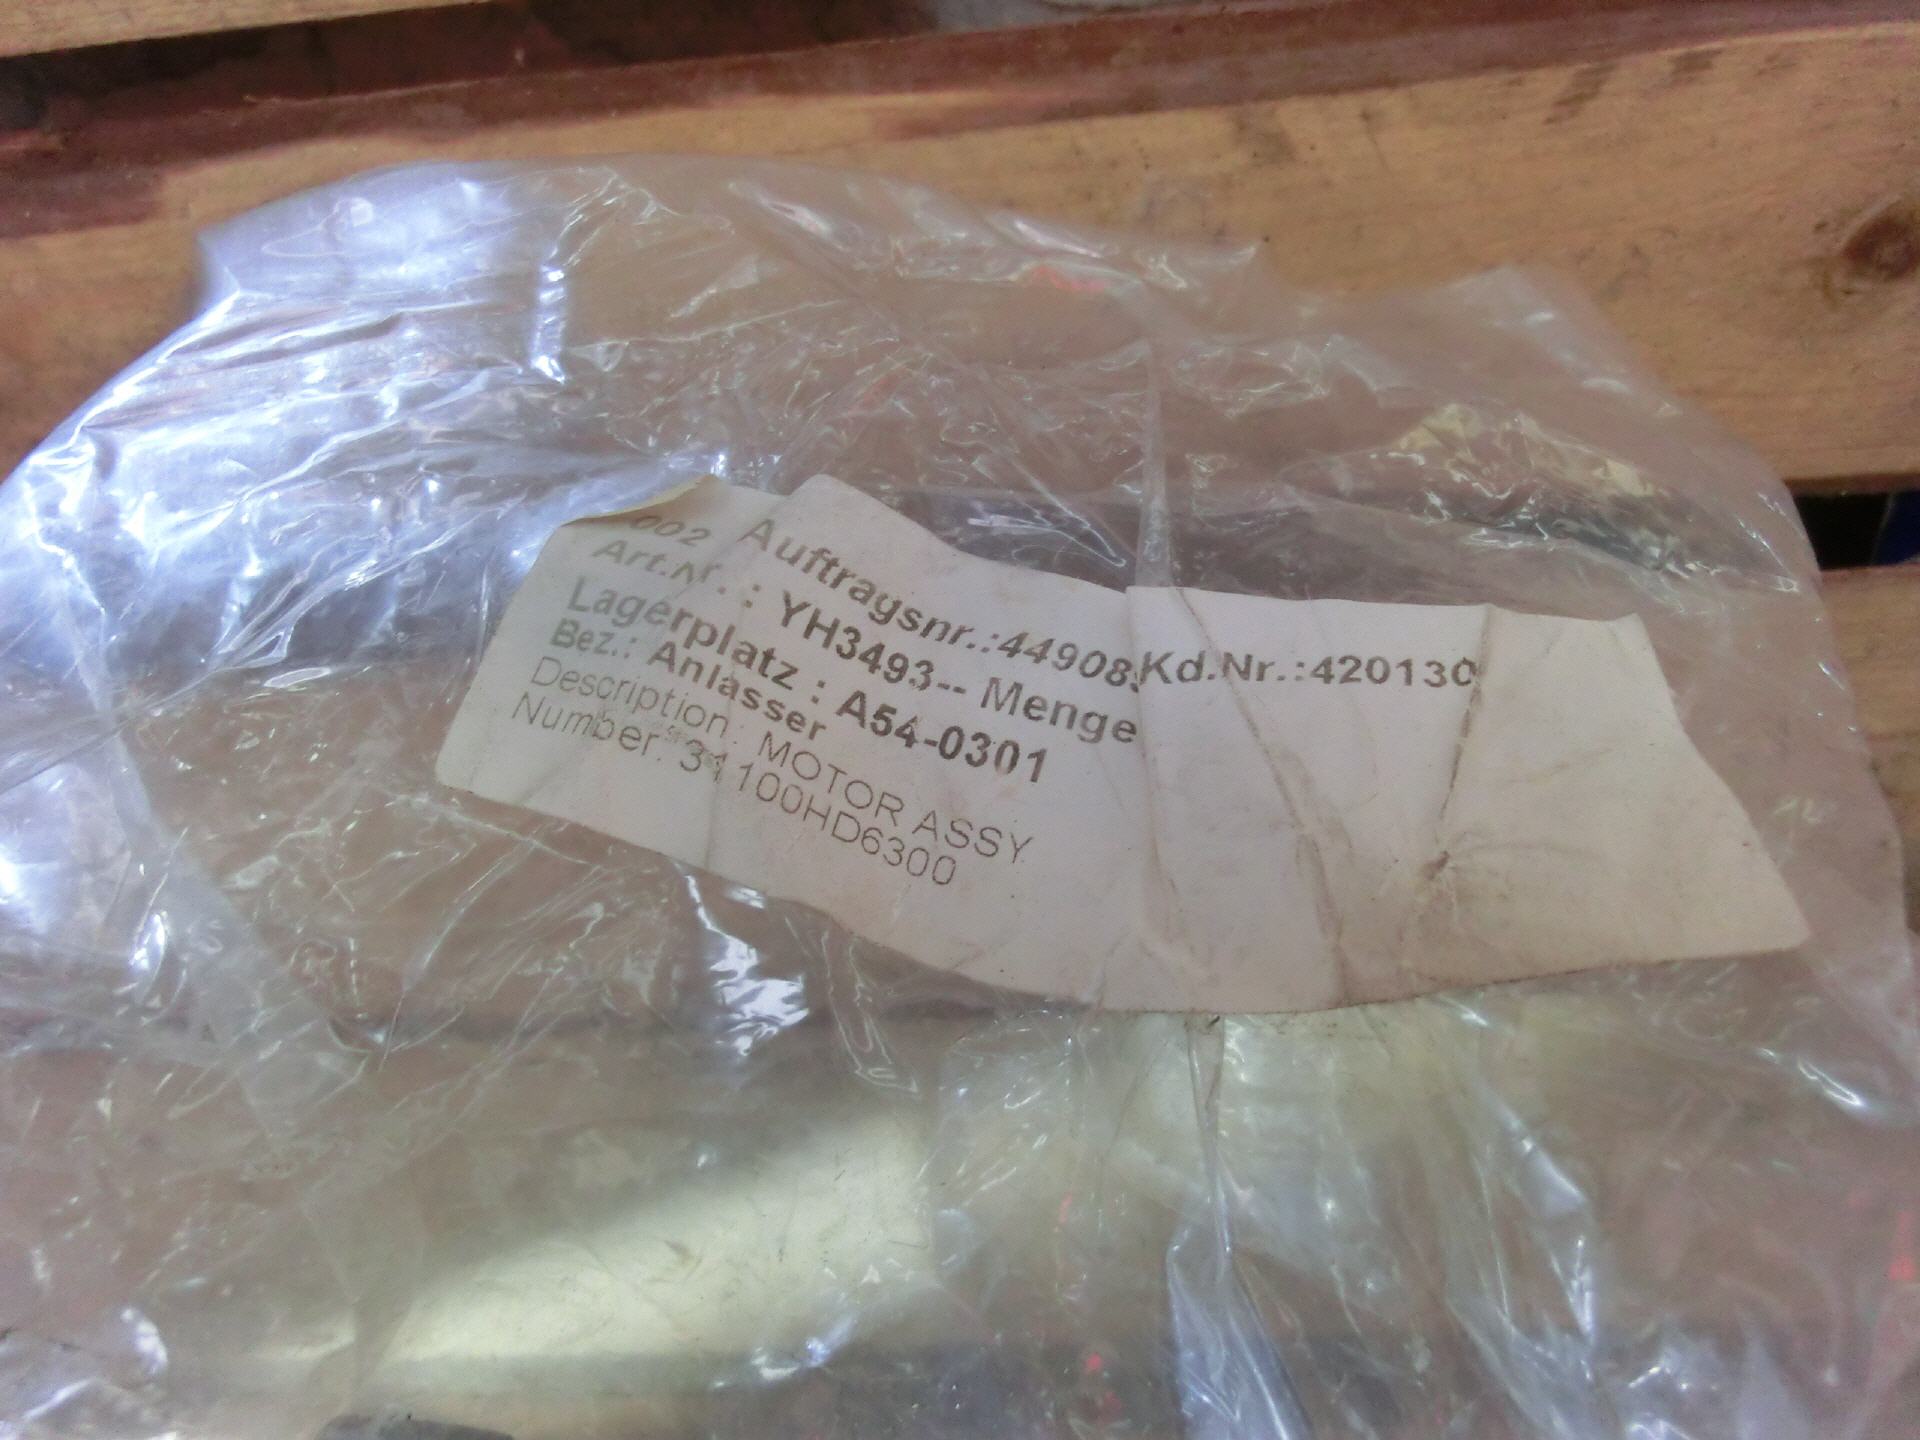 002 Auftragsnr.:449085 Kd.Nr.:420130
Art.Nr. : YH3493-- Menge
Lagerplatz : A54-0301
Bez.: Anlasser
Description: MOTOR ASSY
Number: 31100HD6300